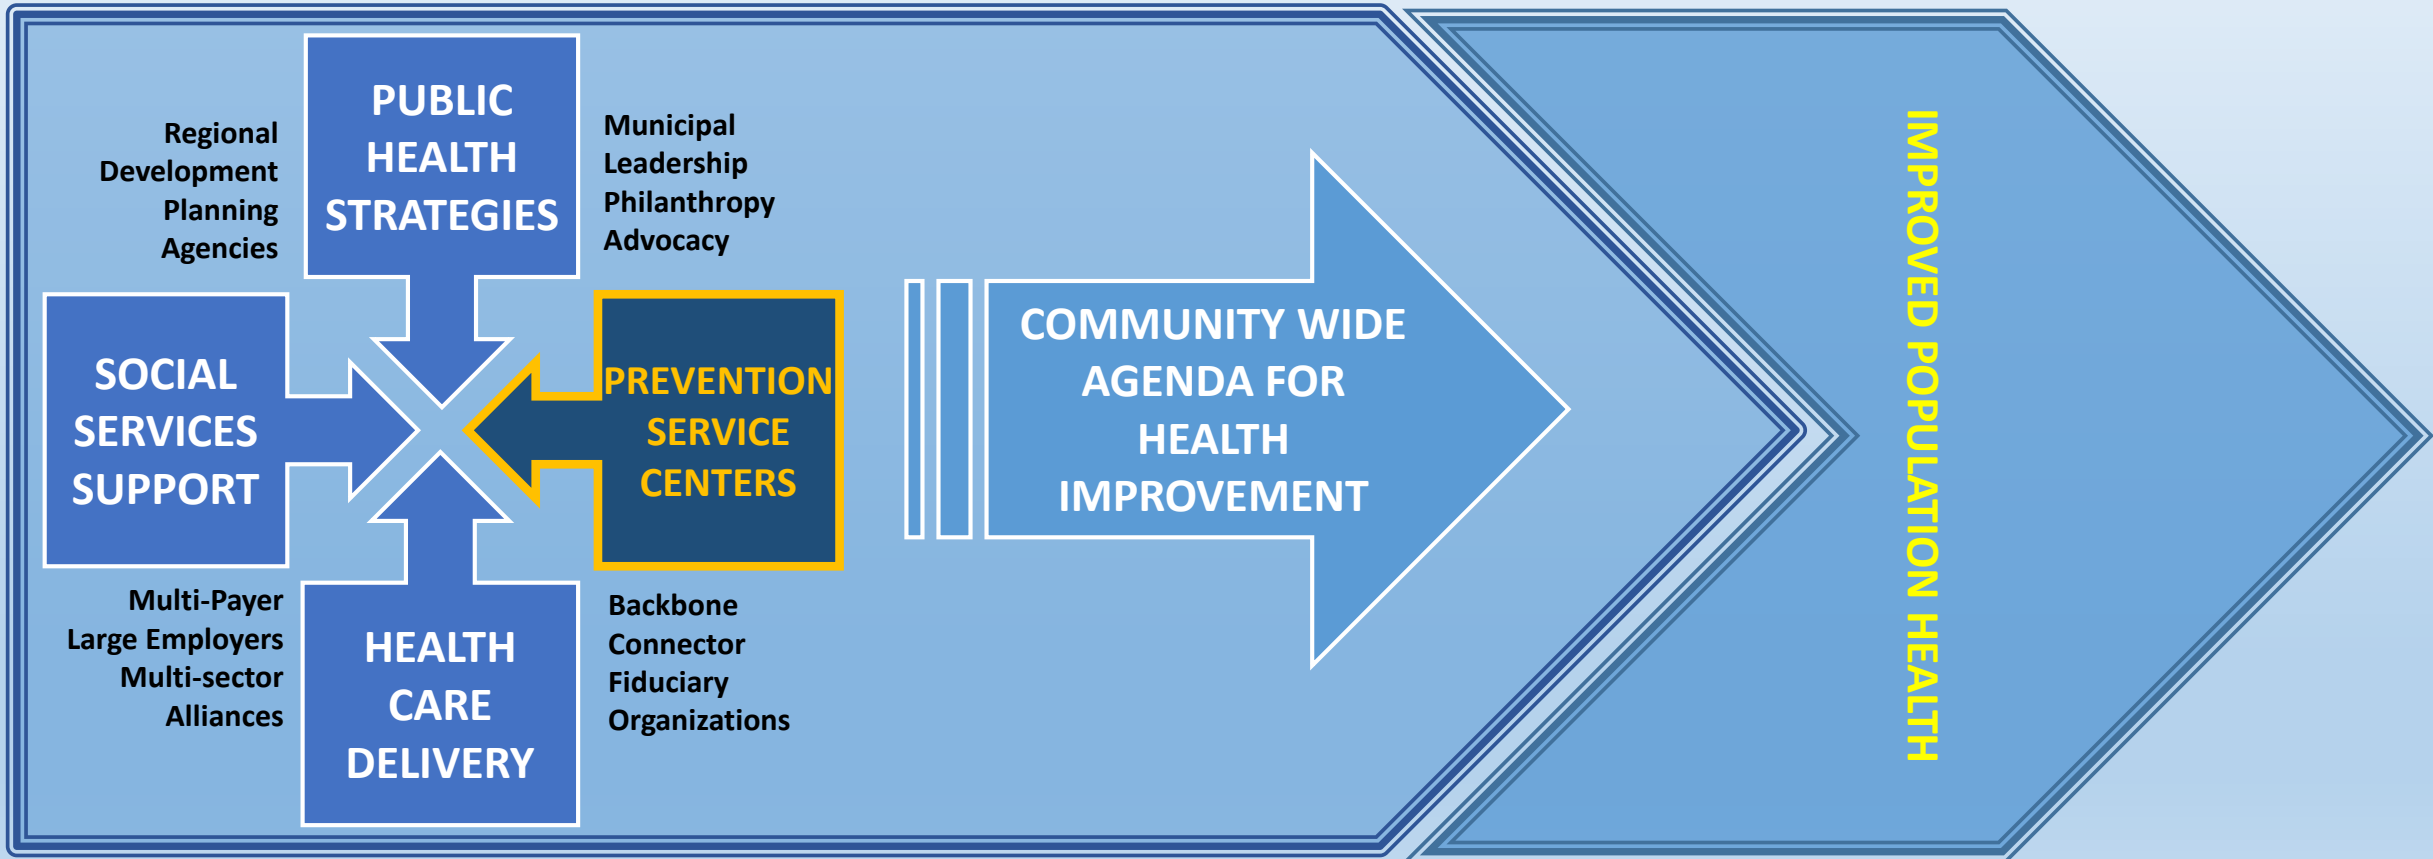 PUBLIC
HEALTH
STRATEGIES
Regional
Development
Planning
Agencies
Municipal
Leadership
Philanthropy
Advocacy
SOCIAL
SERVICES
SUPPORT
PREVENTION
SERVICE
CENTERS
Multi-Payer
Large Employers
Multi-sector
Alliances
HEALTH
CARE
DELIVERY
Backbone
Connector
Fiduciary
Organizations
COMMUNITY WIDE
AGENDA FOR
HEALTH
IMPROVEMENT
IMPROVED POPULATION HEALTH